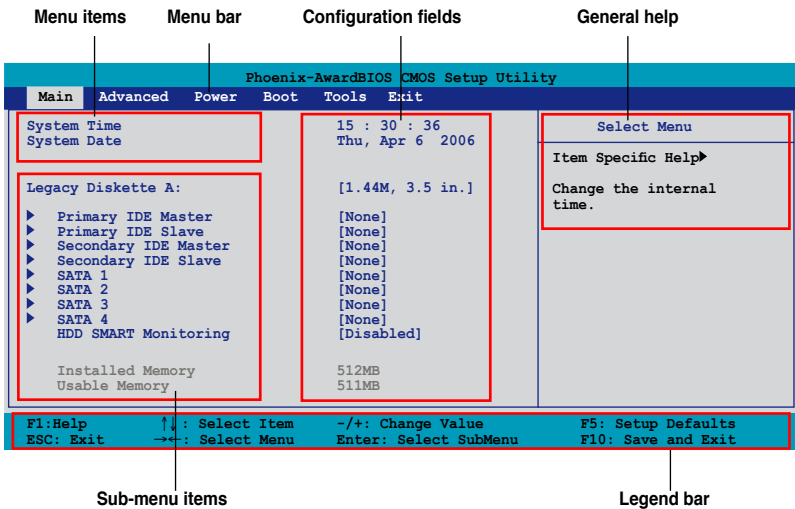 Menu items Menu bar Configuration fields General help
Phoenix-AwardBIOS CMOS Setup Utility
Main Advanced Power Boot Tools Exit
System Time 15 : 30 : 36
System Date Thu, Apr 6 2006
Select Menu
Item Specific Help▶
Change the internal
time.
Legacy Diskette A: [1.44M, 3.5 in.]
▶ Primary IDE Master [None]
▶ Primary IDE Slave [None]
▶ Secondary IDE Master [None]
▶ Secondary IDE Slave [None]
▶ SATA 1 [None]
▶ SATA 2 [None]
▶ SATA 3 [None]
▶ SATA 4 [None]
HDD SMART Monitoring [Disabled]
Installed Memory 512MB
Usable Memory 511MB
F1:Help ↑↓: Select Item -/+: Change Value F5: Setup Defaults
ESC: Exit →←: Select Menu Enter: Select SubMenu F10: Save and Exit
Sub-menu items Legend bar